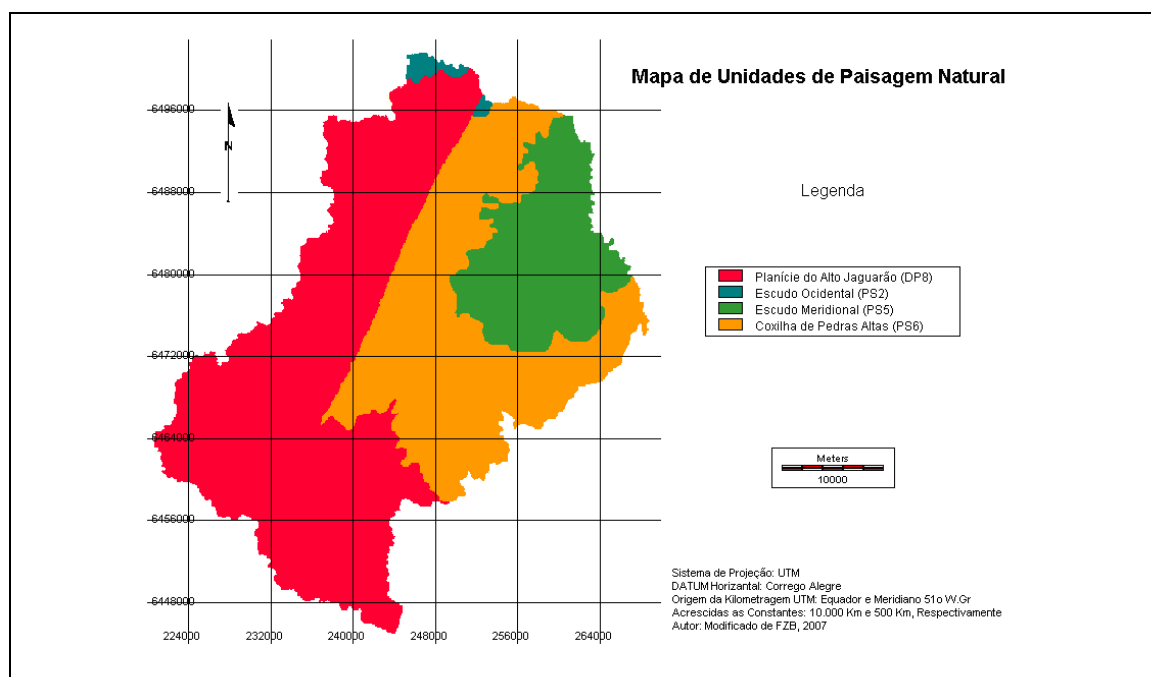 Mapa de Unidades de Paisagem Natural
6496000
N
6488000
Legenda
6480000
Planície do Alto Jaguarão (DP8)
Escudo Ocidental (PS2)
Escudo Meridional (PS5)
Coxilha de Pedras Altas (PS6)
6472000
6464000
Meters
10000
6456000
Sistema de Projeção: UTM
DATUM Horizantal: Corrego Alegre
Origem da Kilometragem UTM: Equador e Meridiano 51o W.Gr
Acrescidas as Constantes: 10.000 Km e 500 Km, Respectivamente
Autor: Modificado de FZB, 2007
6448000
224000 232000 240000 248000 256000 264000